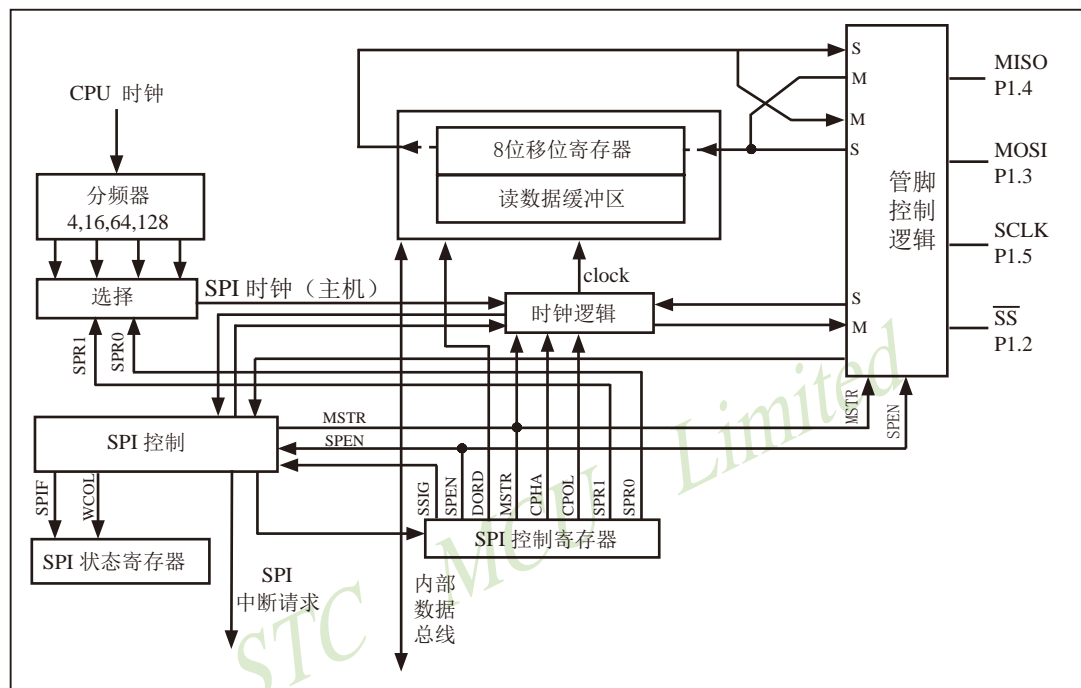 CPU 时钟
分频器
4,16,64,128
选择
SPI 时钟（主机）
SPR1
SPR0
8位移位寄存器
读数据缓冲区
clock
时钟逻辑
S
M
M
S
S
M
管脚
控制
逻辑
MISO
P1.4
MOSI
P1.3
SCLK
P1.5
SS
P1.2
MSTR
SPEN
SPI 控制
MSTR
SPEN
SPIF
WCOL
SPI 状态寄存器
SPI
中断请求
SSIG
SPEN
DORD
MSTR
CPHA
CPOL
SPR1
SPR0
SPI 控制寄存器
内部
数据
总线
STC MCU Limited